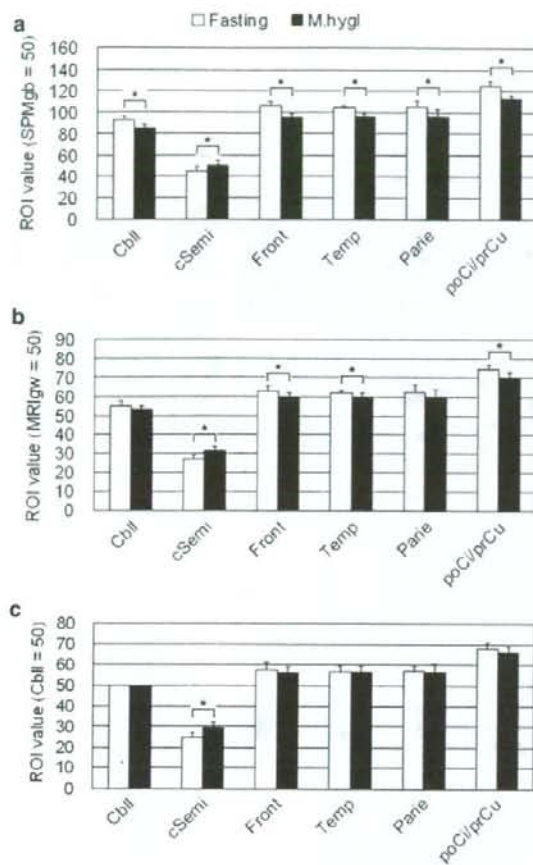 a
Fasting M.hygl
ROI value (SPMgb = 50)
160
140
120
100
80
60
40
20
0
* * * * * *
Cbll cSemi Front Temp Parie poCi/prCu
b
ROI value (MRIgw = 50)
90
80
70
60
50
40
30
20
10
0
* * * *
Cbll cSemi Front Temp Parie poCi/prCu
c
ROI value (Cbll = 50)
80
70
60
50
40
30
20
10
0
*
Cbll cSemi Front Temp Parie poCi/prCu